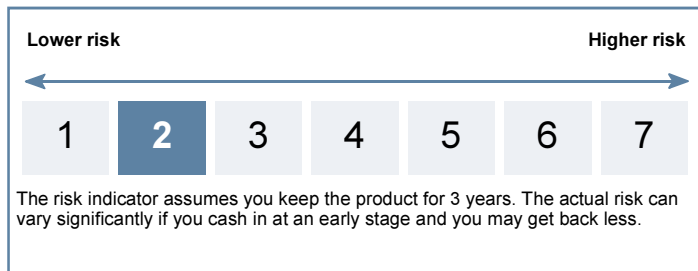 Lower risk Higher risk
1 2 3 4 5 6 7
The risk indicator assumes you keep the product for 3 years. The actual risk can
vary significantly if you cash in at an early stage and you may get back less.